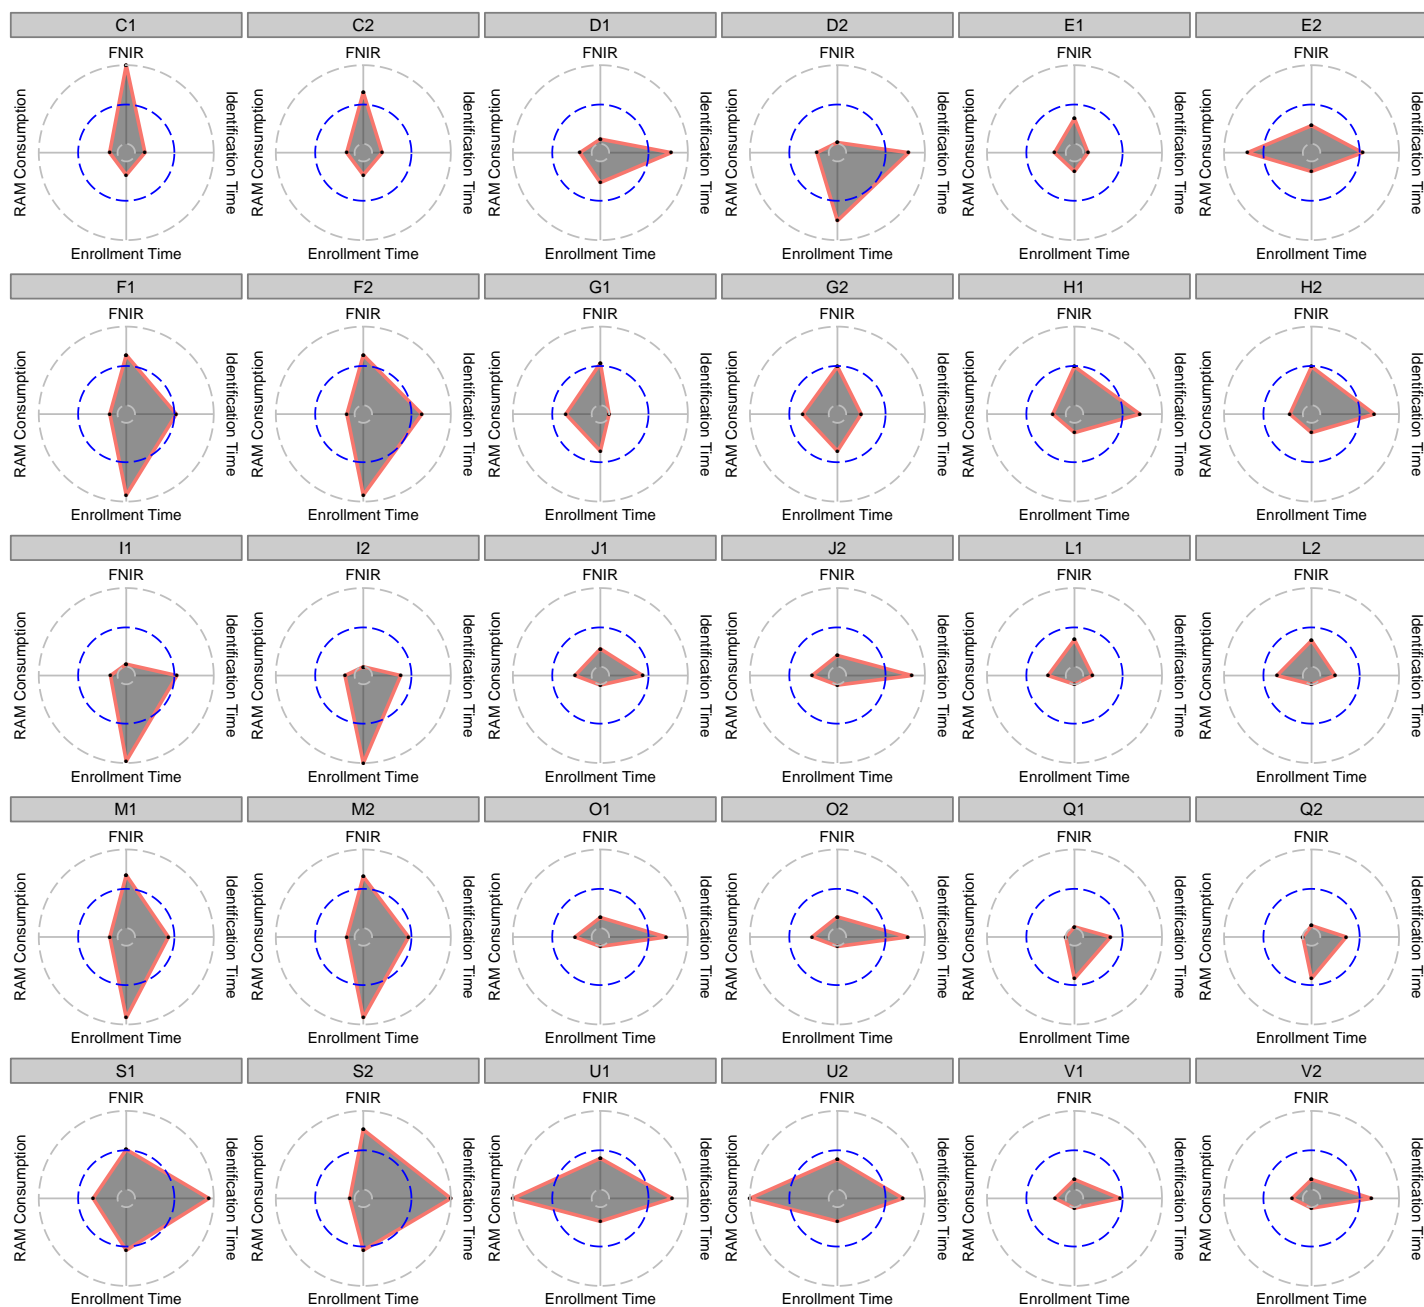 C1 C2 D1 D2 E1 E2
FNIR FNIR FNIR FNIR FNIR FNIR
RAM Consumption Identification Time RAM Consumption Identification Time RAM Consumption Identification Time RAM Consumption Identification Time RAM Consumption Identification Time RAM Consumption Identification Time
Enrollment Time Enrollment Time Enrollment Time Enrollment Time Enrollment Time Enrollment Time
F1 F2 G1 G2 H1 H2
FNIR FNIR FNIR FNIR FNIR FNIR
RAM Consumption Identification Time RAM Consumption Identification Time RAM Consumption Identification Time RAM Consumption Identification Time RAM Consumption Identification Time RAM Consumption Identification Time
Enrollment Time Enrollment Time Enrollment Time Enrollment Time Enrollment Time Enrollment Time
I1 I2 J1 J2 L1 L2
FNIR FNIR FNIR FNIR FNIR FNIR
RAM Consumption Identification Time RAM Consumption Identification Time RAM Consumption Identification Time RAM Consumption Identification Time RAM Consumption Identification Time RAM Consumption Identification Time
Enrollment Time Enrollment Time Enrollment Time Enrollment Time Enrollment Time Enrollment Time
M1 M2 O1 O2 Q1 Q2
FNIR FNIR FNIR FNIR FNIR FNIR
RAM Consumption Identification Time RAM Consumption Identification Time RAM Consumption Identification Time RAM Consumption Identification Time RAM Consumption Identification Time RAM Consumption Identification Time
Enrollment Time Enrollment Time Enrollment Time Enrollment Time Enrollment Time Enrollment Time
S1 S2 U1 U2 V1 V2
FNIR FNIR FNIR FNIR FNIR FNIR
RAM Consumption Identification Time RAM Consumption Identification Time RAM Consumption Identification Time RAM Consumption Identification Time RAM Consumption Identification Time RAM Consumption Identification Time
Enrollment Time Enrollment Time Enrollment Time Enrollment Time Enrollment Time Enrollment Time